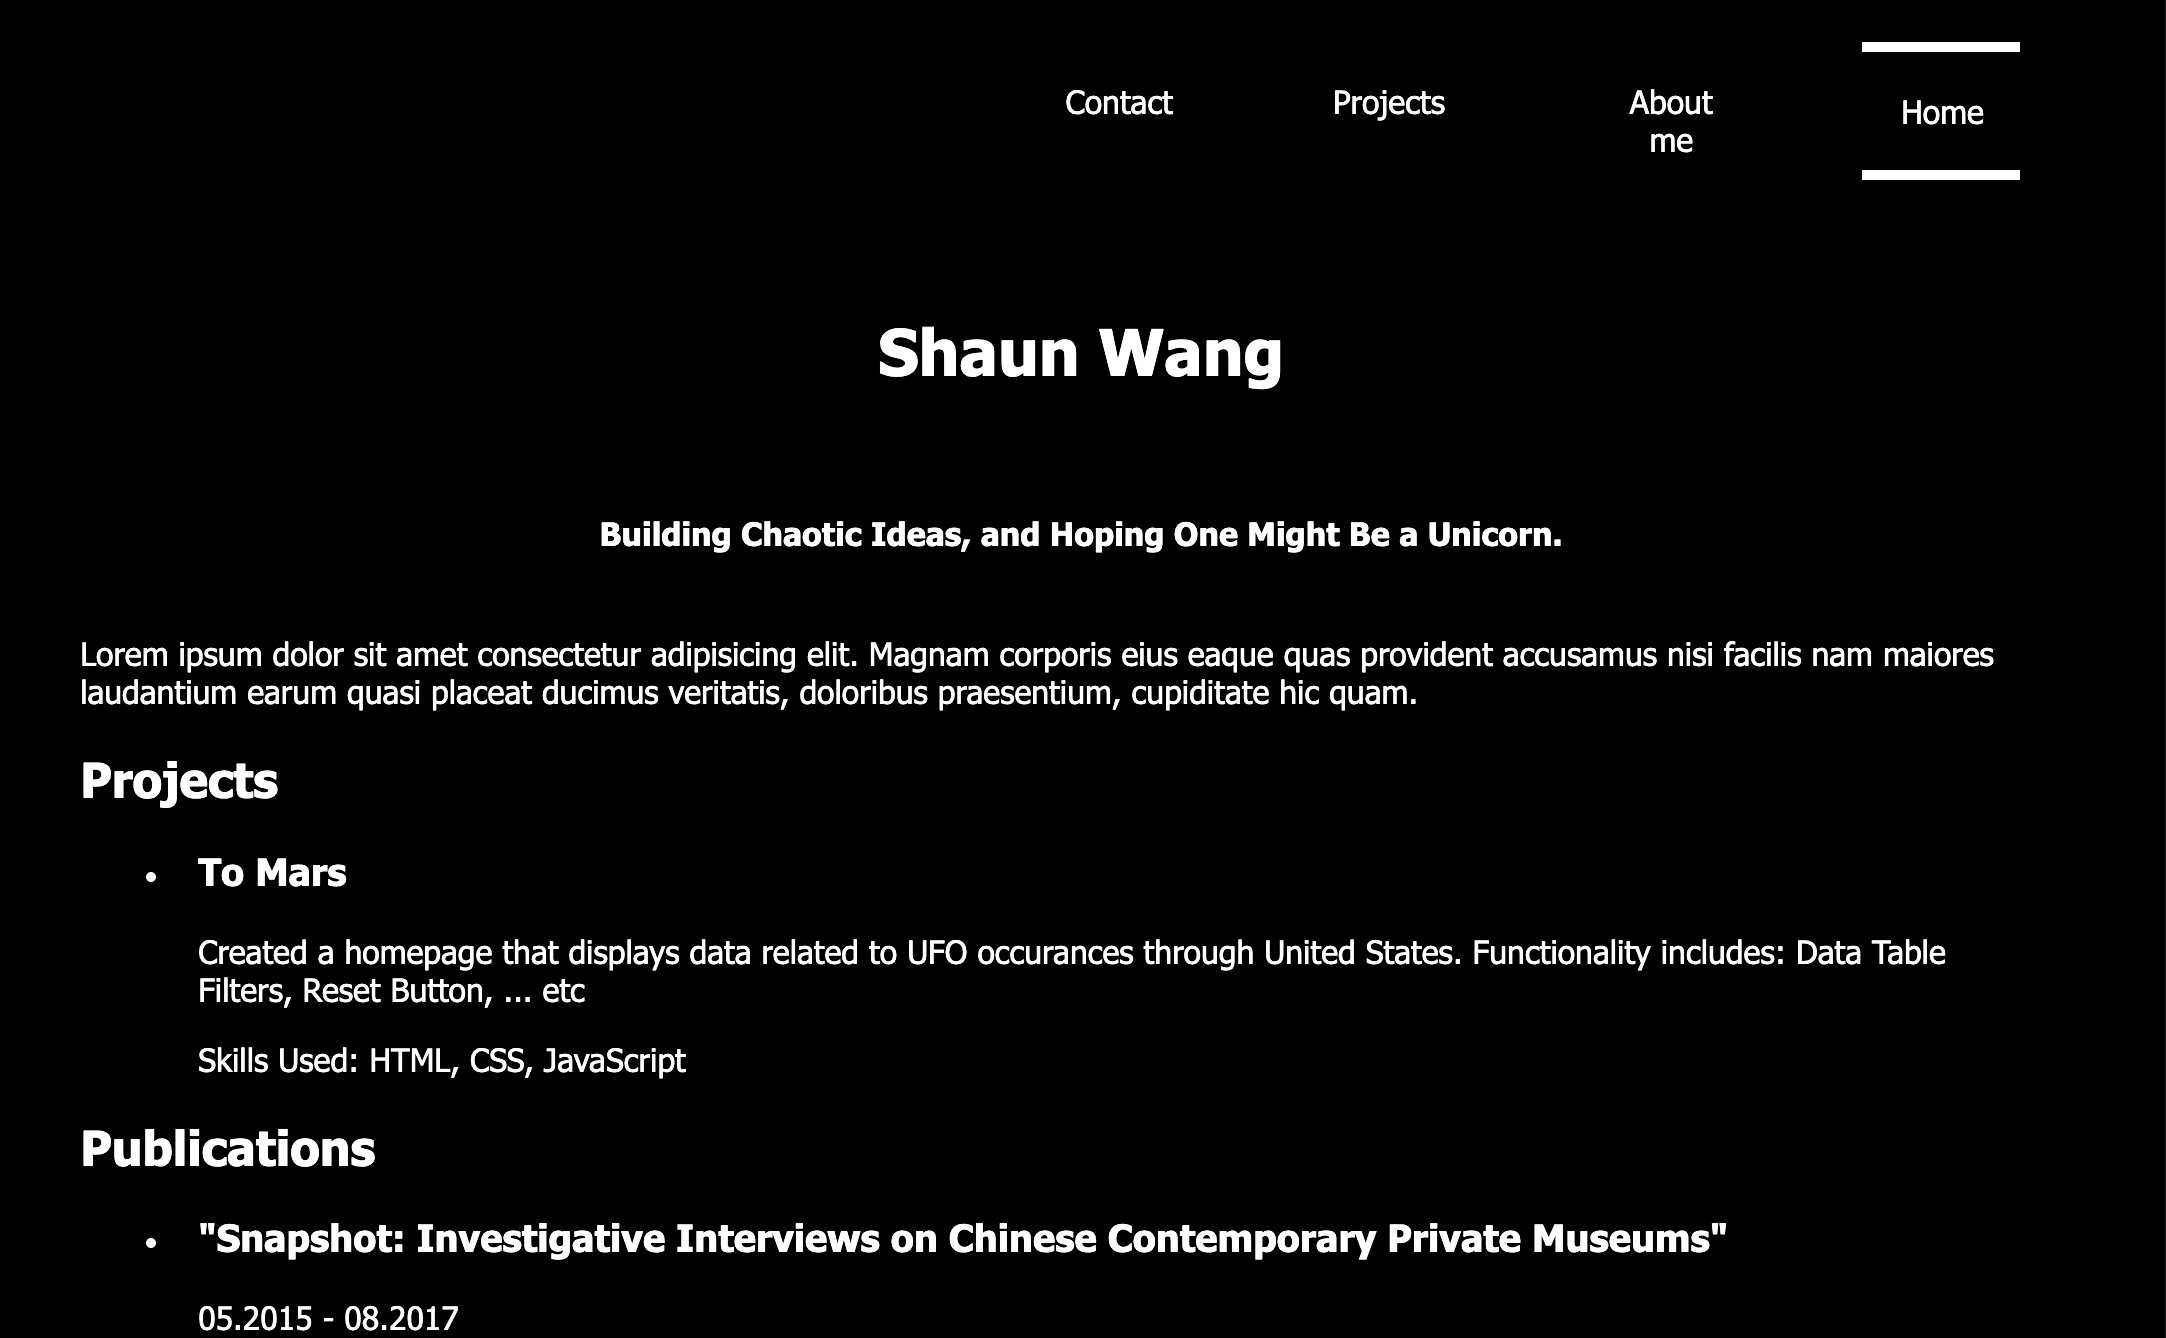 Contact Projects About me Home
Shaun Wang
Building Chaotic Ideas, and Hoping One Might Be a Unicorn.
Lorem ipsum dolor sit amet consectetur adipisicing elit. Magnam corporis eius eaque quas provident accusamus nisi facilis nam maiores
laudantium earum quasi placeat ducimus veritatis, doloribus praesentium, cupiditate hic quam.
Projects
To Mars
Created a homepage that displays data related to UFO occurances through United States. Functionality includes: Data Table
Filters, Reset Button, ... etc
Skills Used: HTML, CSS, JavaScript
Publications
"Snapshot: Investigative Interviews on Chinese Contemporary Private Museums"
05.2015 - 08.2017